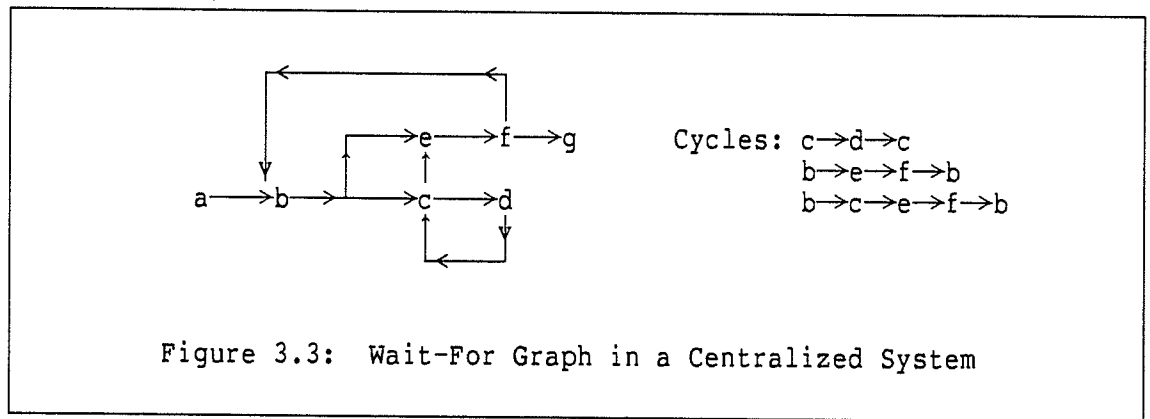 e→f→g
Cycles: c→d→c
b→e→f→b
a→b→c→d
b→c→e→f→b
Figure 3.3: Wait-For Graph in a Centralized System